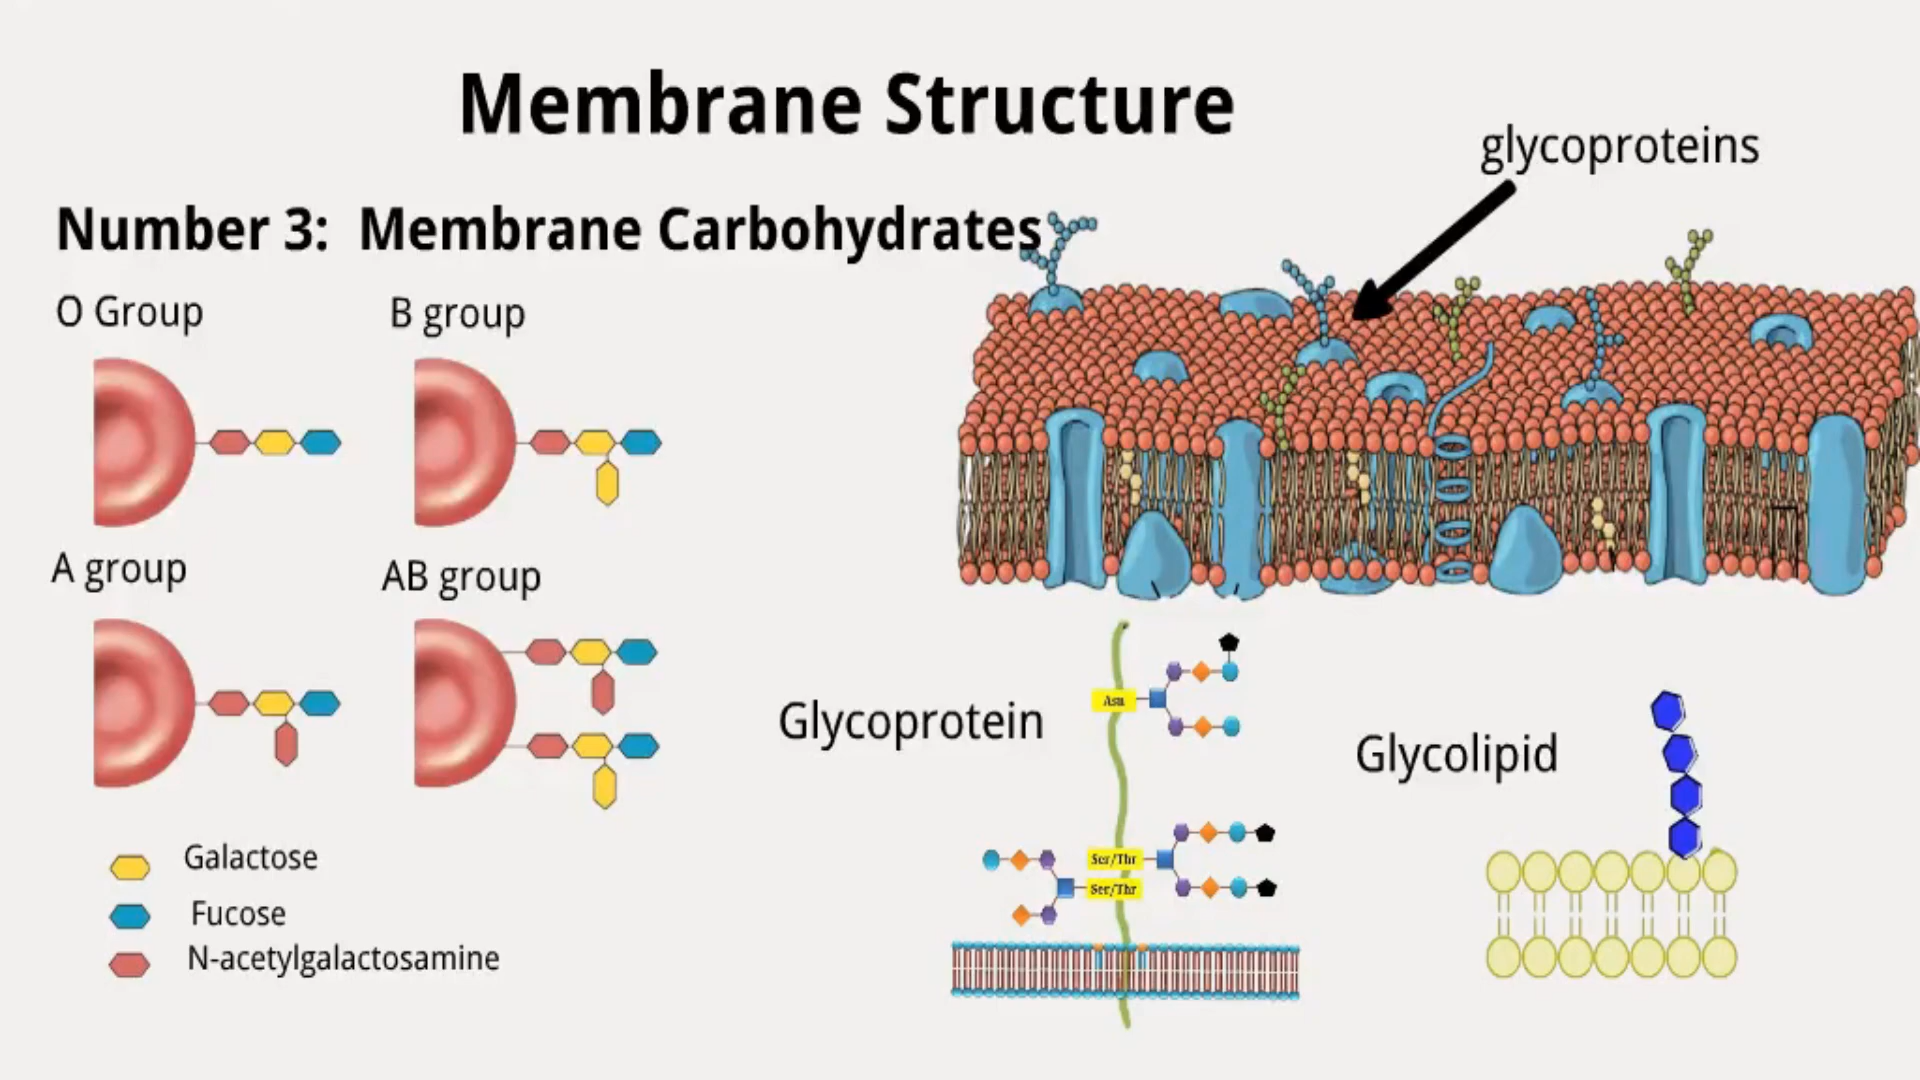 Membrane Structure
glycoproteins
Number 3: Membrane Carbohydrates
O Group
B group
A group
AB group
Galactose
Fucose
N-acetylgalactosamine
Glycoprotein
Asn
Ser/Thr
Ser/Thr
Glycolipid